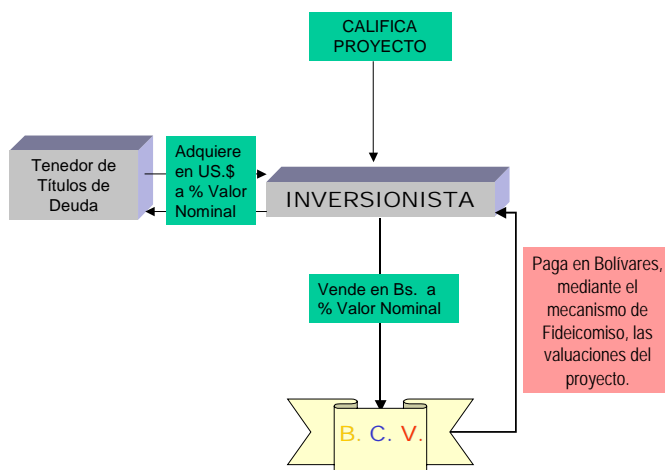 CALIFICA
PROYECTO
Tenedor de
Títulos de
Deuda
Adquiere
en US.$
a % Valor
Nominal
INVERSIONISTA
Vende en Bs. a
% Valor Nominal
Paga en Bolívares,
mediante el
mecanismo de
Fideicomiso, las
valuaciones del
proyecto.
B. C. V.